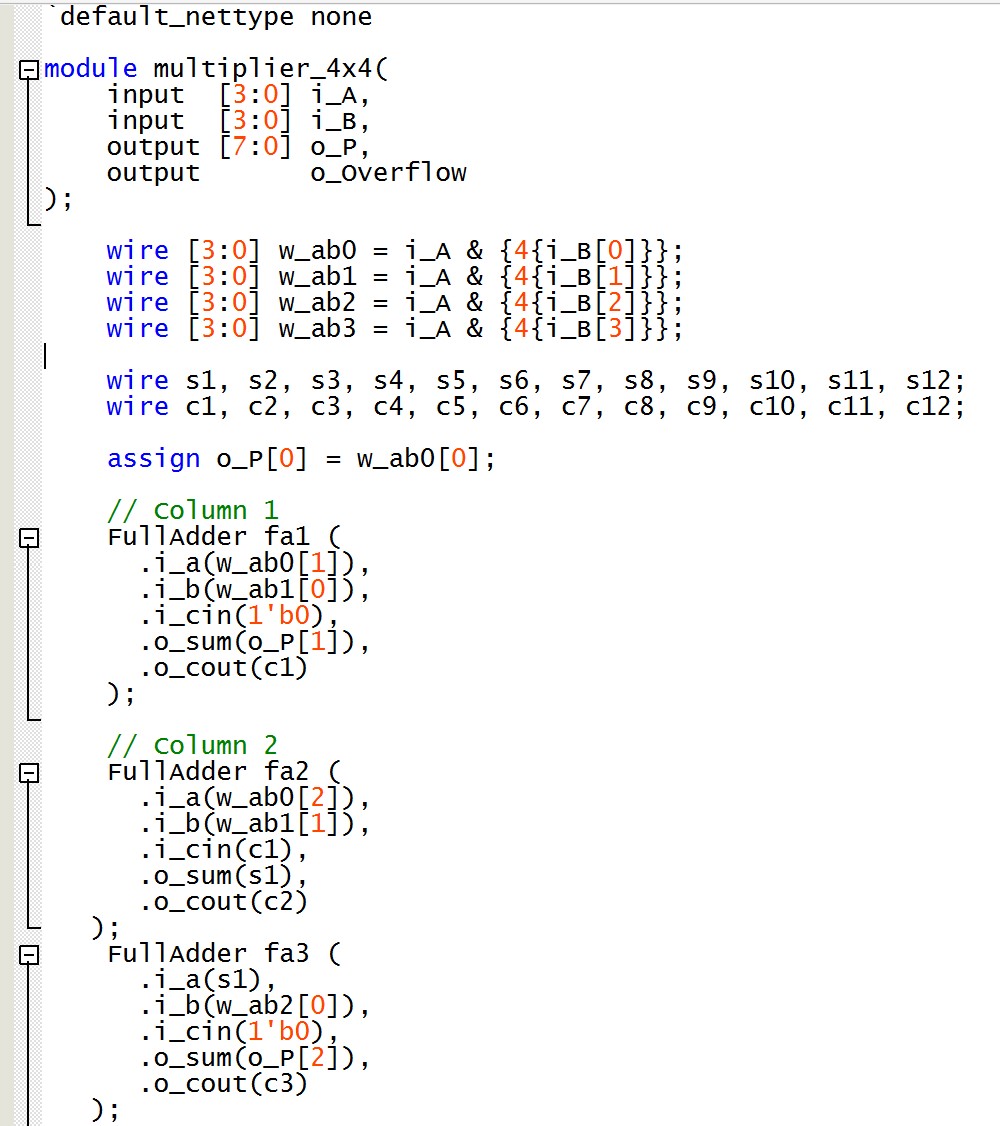 `default_nettype none
module multiplier_4x4(
input [3:0] i_A,
input [3:0] i_B,
output [7:0] o_P,
output o_Overflow
);
wire [3:0] w_ab0 = i_A & {4{i_B[0]}};
wire [3:0] w_ab1 = i_A & {4{i_B[1]}};
wire [3:0] w_ab2 = i_A & {4{i_B[2]}};
wire [3:0] w_ab3 = i_A & {4{i_B[3]}};
wire s1, s2, s3, s4, s5, s6, s7, s8, s9, s10, s11, s12;
wire c1, c2, c3, c4, c5, c6, c7, c8, c9, c10, c11, c12;
assign o_P[0] = w_ab0[0];
// Column 1
FullAdder fa1 (
.i_a(w_ab0[1]),
.i_b(w_ab1[0]),
.i_cin(1'b0),
.o_sum(o_P[1]),
.o_cout(c1)
);
// Column 2
FullAdder fa2 (
.i_a(w_ab0[2]),
.i_b(w_ab1[1]),
.i_cin(c1),
.o_sum(s1),
.o_cout(c2)
);
FullAdder fa3 (
.i_a(s1),
.i_b(w_ab2[0]),
.i_cin(1'b0),
.o_sum(o_P[2]),
.o_cout(c3)
);